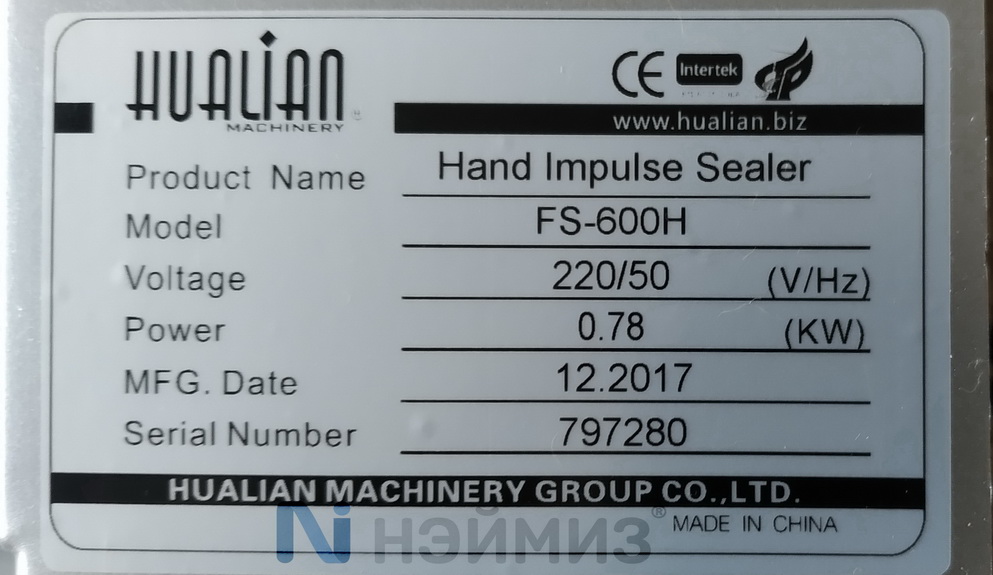 HUALIAN
MACHINERY
CE Intertek
www.hualian.biz
Product Name Hand Impulse Sealer
Model FS-600H
Voltage 220/50 (V/Hz)
Power 0.78 (KW)
MFG. Date 12.2017
Serial Number 797280
HUALIAN MACHINERY GROUP CO.,LTD.
MADE IN CHINA
Ni НЭЙМИЗ®